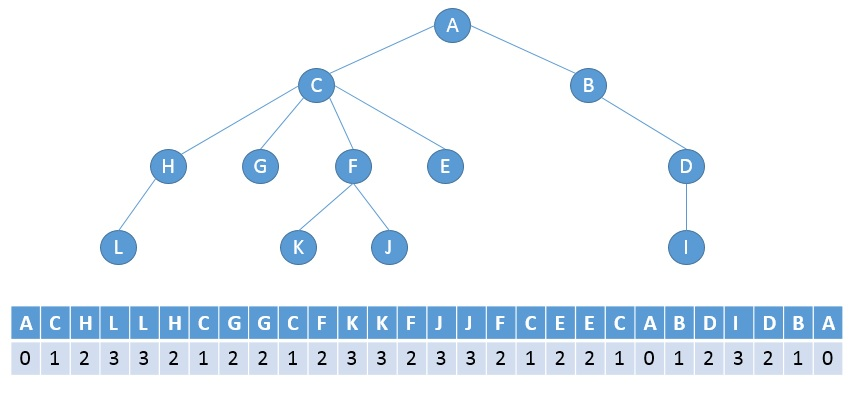 A
C B
H G F E D
L K J I
A C H L L H C G G C F K K F J J F C E E C A B D I D B A
0 1 2 3 3 2 1 2 2 1 2 3 3 2 3 3 2 1 2 2 1 0 1 2 3 2 1 0